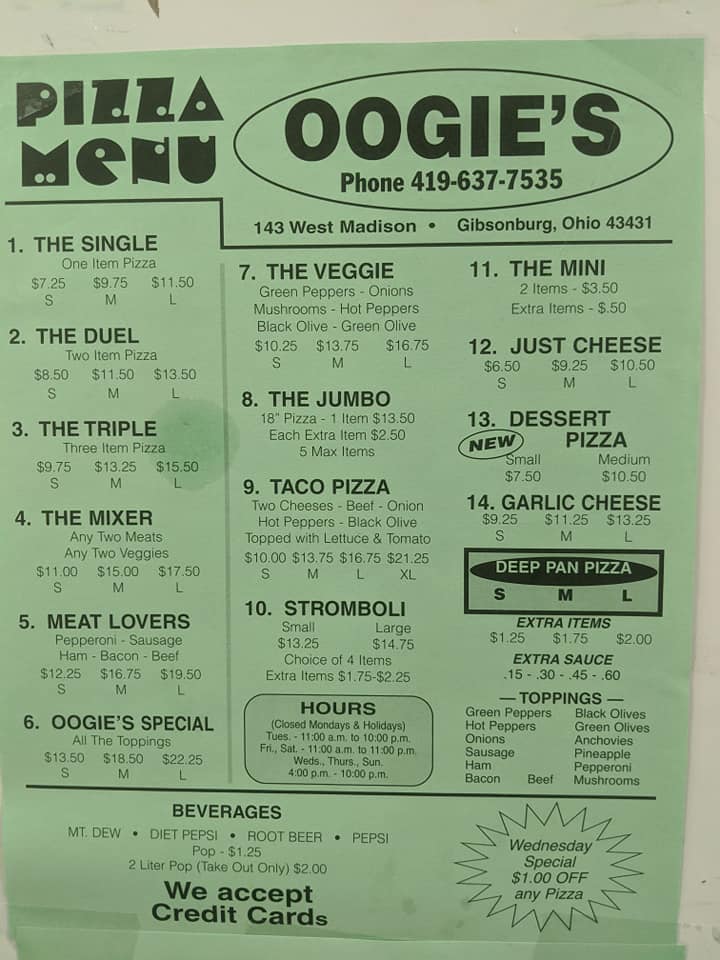 PIZZA
MENU
OOGIE'S
Phone 419-637-7535
143 West Madison • Gibsonburg, Ohio 43431
1. THE SINGLE
One Item Pizza
$7.25 $9.75 $11.50
S M L
2. THE DUEL
Two Item Pizza
$8.50 $11.50 $13.50
S M L
3. THE TRIPLE
Three Item Pizza
$9.75 $13.25 $15.50
S M L
4. THE MIXER
Any Two Meats
Any Two Veggies
$11.00 $15.00 $17.50
S M L
5. MEAT LOVERS
Pepperoni - Sausage
Ham - Bacon - Beef
$12.25 $16.75 $19.50
S M L
6. OOGIE'S SPECIAL
All The Toppings
$13.50 $18.50 $22.25
S M L
7. THE VEGGIE
Green Peppers - Onions
Mushrooms - Hot Peppers
Black Olive - Green Olive
$10.25 $13.75 $16.75
S M L
8. THE JUMBO
18" Pizza - 1 Item $13.50
Each Extra Item $2.50
5 Max Items
9. TACO PIZZA
Two Cheeses - Beef - Onion
Hot Peppers - Black Olive
Topped with Lettuce & Tomato
$10.00 $13.75 $16.75 $21.25
S M L XL
10. STROMBOLI
Small Large
$13.25 $14.75
Choice of 4 Items
Extra Items $1.75-$2.25
HOURS
(Closed Mondays & Holidays)
Tues. - 11:00 a.m. to 10:00 p.m.
Fri., Sat. - 11:00 a.m. to 11:00 p.m.
Weds., Thurs., Sun.
4:00 p.m. - 10:00 p.m.
11. THE MINI
2 Items - $3.50
Extra Items - $.50
12. JUST CHEESE
$6.50 $9.25 $10.50
S M L
13. DESSERT
NEW PIZZA
Small Medium
$7.50 $10.50
14. GARLIC CHEESE
$9.25 $11.25 $13.25
S M L
DEEP PAN PIZZA
S M L
EXTRA ITEMS
$1.25 $1.75 $2.00
EXTRA SAUCE
.15 - .30 - .45 - .60
— TOPPINGS —
Green Peppers Black Olives
Hot Peppers Green Olives
Onions Anchovies
Sausage Pineapple
Ham Pepperoni
Bacon Beef Mushrooms
BEVERAGES
MT. DEW • DIET PEPSI • ROOT BEER • PEPSI
Pop - $1.25
2 Liter Pop (Take Out Only) $2.00
We accept
Credit Cards
Wednesday
Special
$1.00 OFF
any Pizza